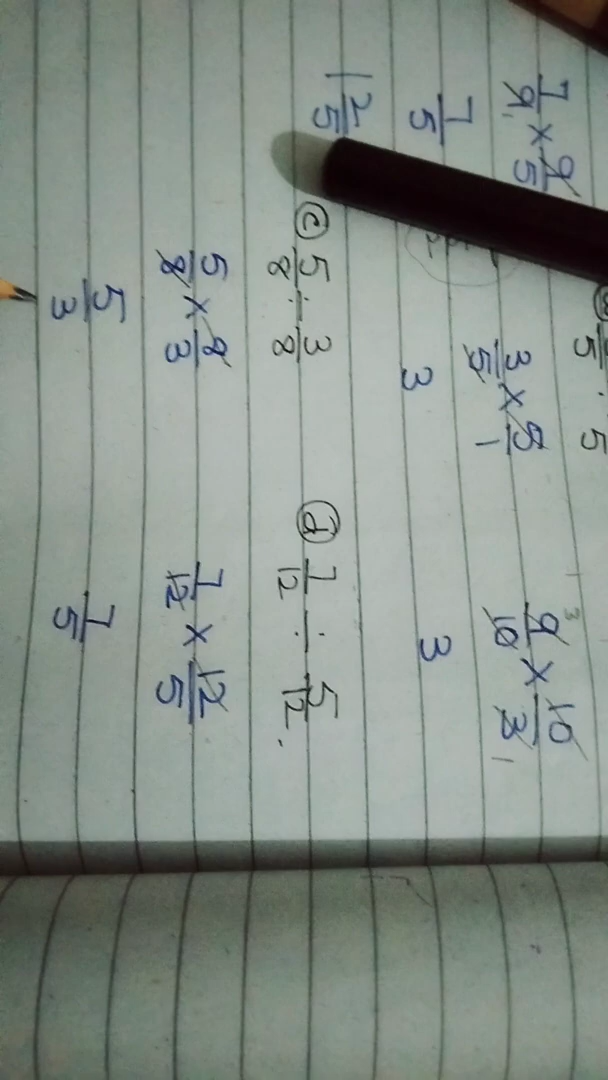 7/9 × 9/5 3/5 × 5/1 9/10 × 10/3
7/5 3 3
1 2/5
ⓒ 5/8 ÷ 3/8 ⓓ 7/12 ÷ 5/12.
5/8 × 8/3 7/12 × 12/5
5/3 7/5